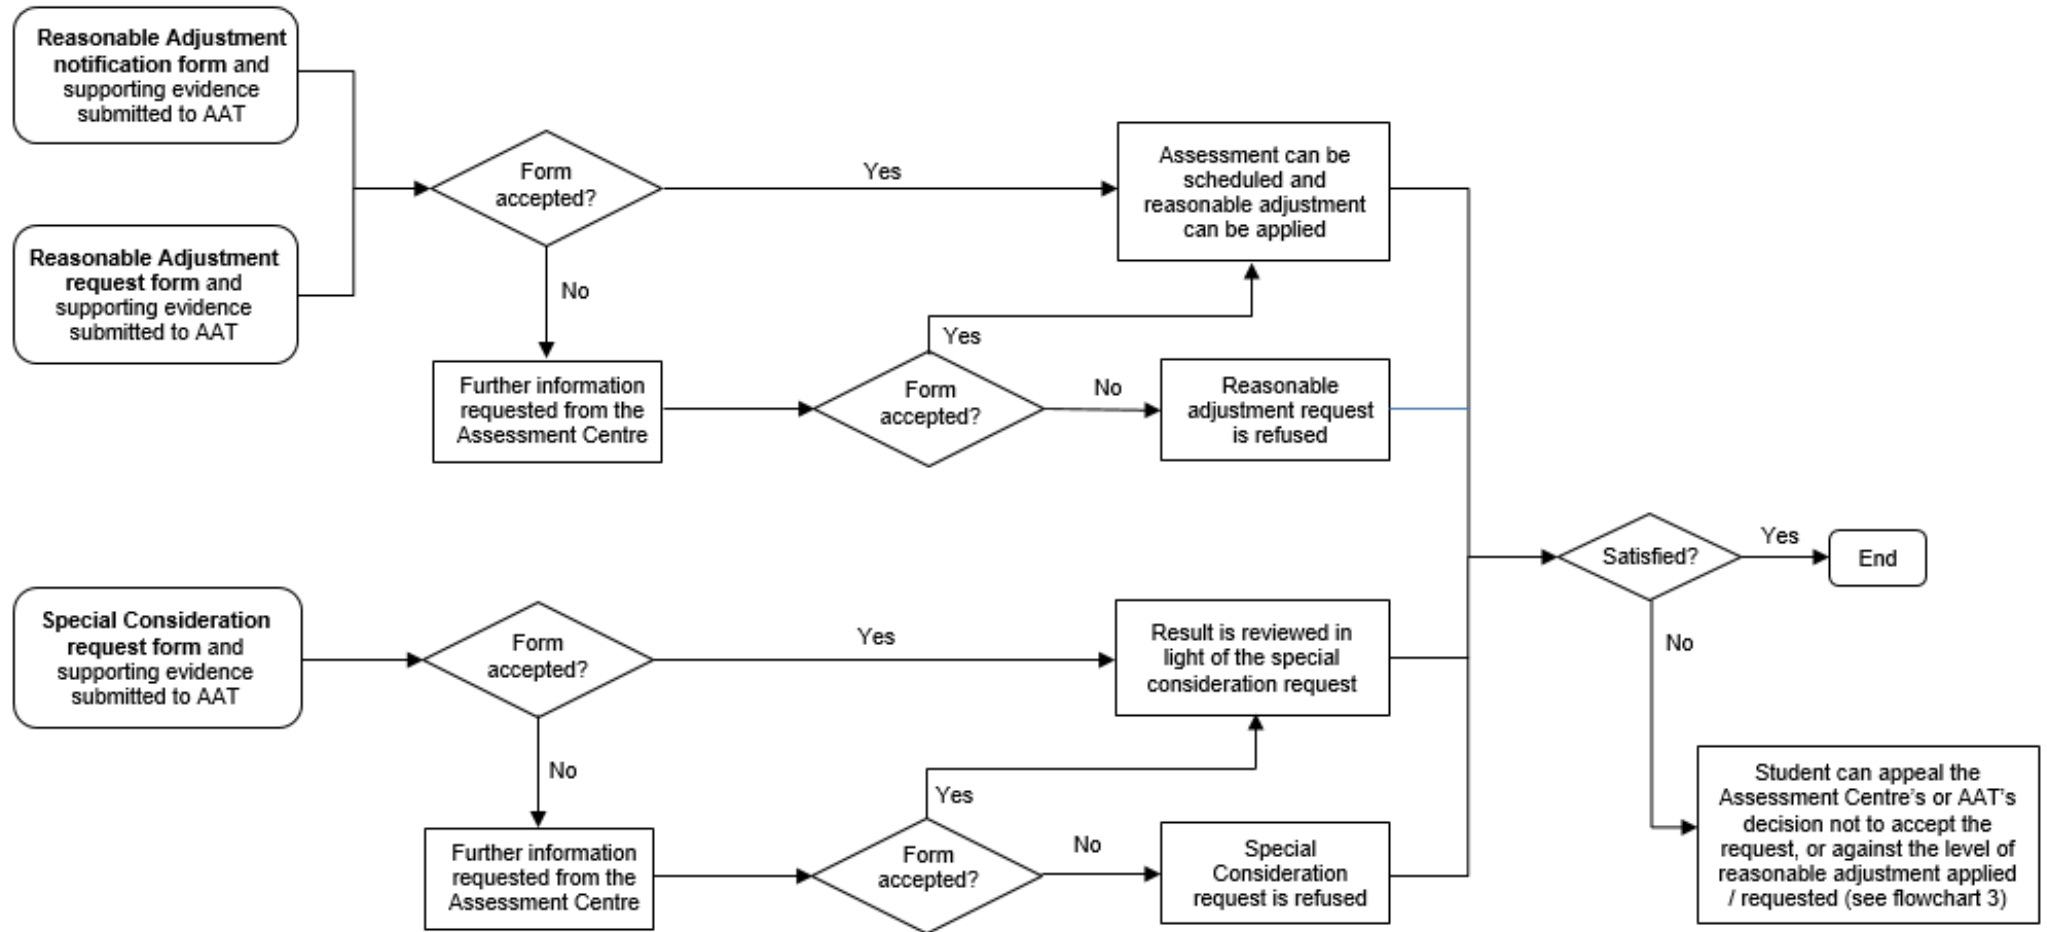 Reasonable Adjustment
notification form and
supporting evidence
submitted to AAT
Form
accepted?
Yes
Assessment can be
scheduled and
reasonable adjustment
can be applied
Reasonable Adjustment
request form and
supporting evidence
submitted to AAT
No
Further information
requested from the
Assessment Centre
Form
accepted?
Yes
No
Reasonable
adjustment request
is refused
Satisfied?
Yes
End
No
Student can appeal the
Assessment Centre's or AAT's
decision not to accept the
request, or against the level of
reasonable adjustment applied
/ requested (see flowchart 3)
Special Consideration
request form and
supporting evidence
submitted to AAT
Form
accepted?
Yes
Result is reviewed in
light of the special
consideration request
No
Further information
requested from the
Assessment Centre
Form
accepted?
Yes
No
Special
Consideration
request is refused